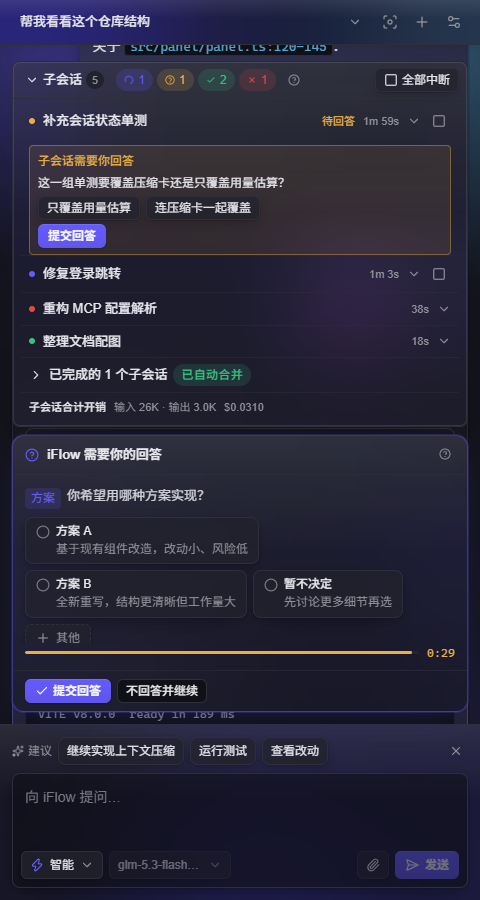 帮我看看这个仓库结构
关于 src/panel/panel.ts:120-145 。
子会话 5 1 1 2 1 全部中断
补充会话状态单测 待回答 1m 59s
子会话需要你回答
这一组单测要覆盖压缩卡还是只覆盖用量估算?
只覆盖用量估算 连压缩卡一起覆盖
提交回答
修复登录跳转 1m 3s
重构 MCP 配置解析 38s
整理文档配图 18s
已完成的 1 个子会话 已自动合并
子会话合计开销 输入 26K · 输出 3.0K $0.0310
iFlow 需要你的回答
方案 你希望用哪种方案实现?
方案 A
基于现有组件改造，改动小、风险低
方案 B 暂不决定
全新重写，结构更清晰但工作量大 先讨论更多细节再选
其他
0:29
提交回答 不回答并继续
VITE v8.0.0 ready in 189 ms
建议 继续实现上下文压缩 运行测试 查看改动
向 iFlow 提问…
智能 glm-5.3-flash… 发送